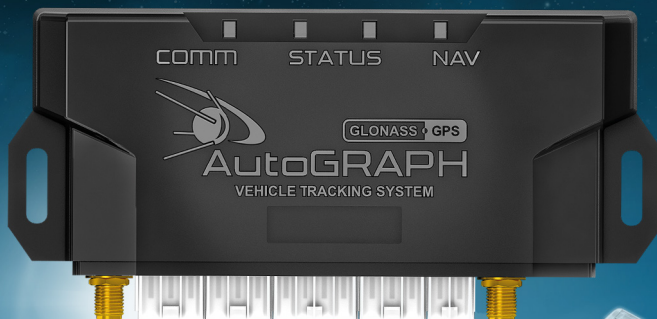 COMM STATUS NAV
GLONASS GPS
AutoGRAPH
VEHICLE TRACKING SYSTEM